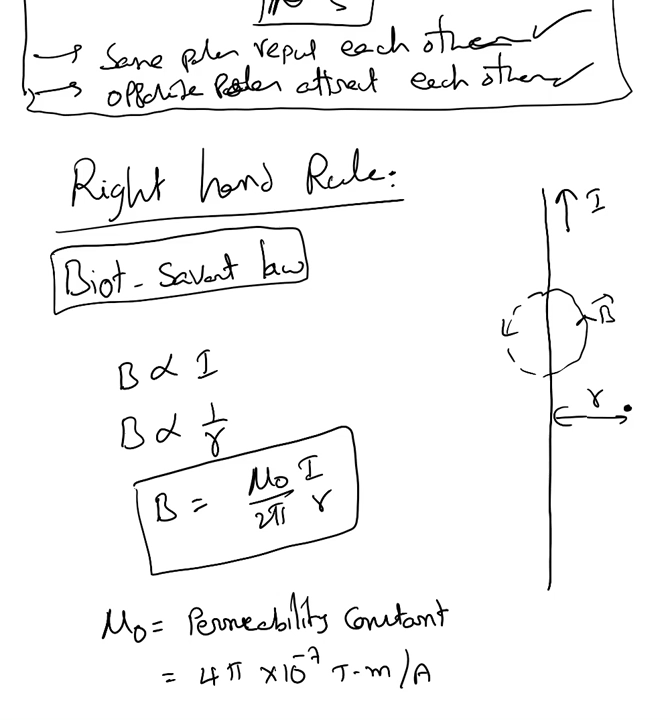 → Same poles repel each other ✓
→ opposite Poles attract each other ✓
Right hand Rule:
Biot-Savart law
B ∝ I
B ∝ 1/r
B = μ₀/2π I/r
μ₀ = Permeability Constant
= 4π ×10⁻⁷ T·m/A
↑ I
B⃗
r